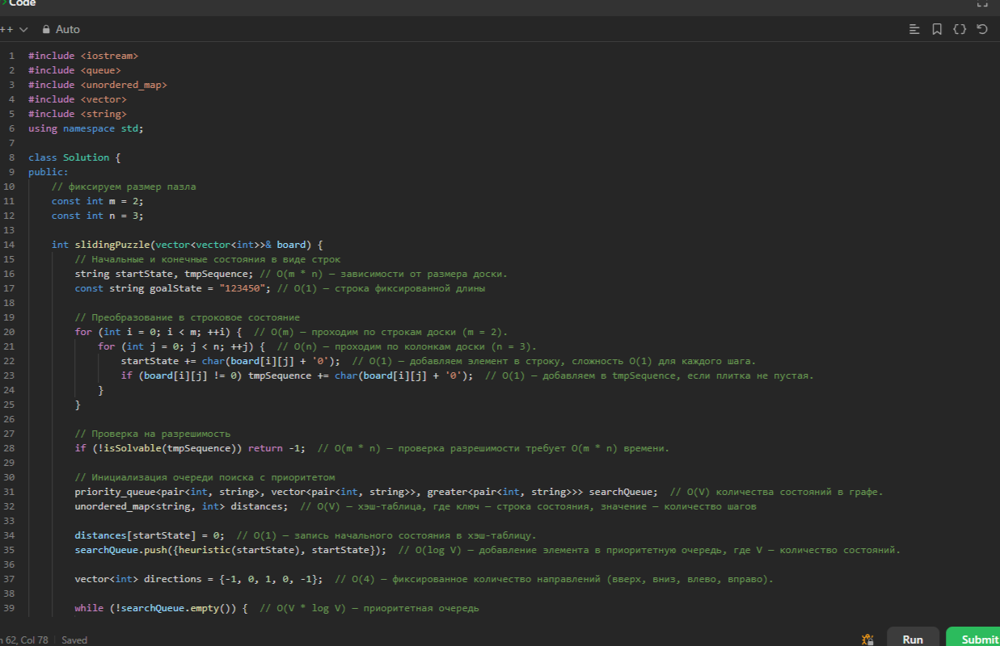 Code
++ Auto
1 #include <iostream>
2 #include <queue>
3 #include <unordered_map>
4 #include <vector>
5 #include <string>
6 using namespace std;
7
8 class Solution {
9 public:
10 // фиксируем размер пазла
11 const int m = 2;
12 const int n = 3;
13
14 int slidingPuzzle(vector<vector<int>>& board) {
15 // Начальные и конечные состояния в виде строк
16 string startState, tmpSequence; // O(m * n) — зависимости от размера доски.
17 const string goalState = "123450"; // O(1) — строка фиксированной длины
18
19 // Преобразование в строковое состояние
20 for (int i = 0; i < m; ++i) { // O(m) — проходим по строкам доски (m = 2).
21 for (int j = 0; j < n; ++j) { // O(n) — проходим по колонкам доски (n = 3).
22 startState += char(board[i][j] + '0'); // O(1) — добавляем элемент в строку, сложность O(1) для каждого шага.
23 if (board[i][j] != 0) tmpSequence += char(board[i][j] + '0'); // O(1) — добавляем в tmpSequence, если плитка не пустая.
24 }
25 }
26
27 // Проверка на разрешимость
28 if (!isSolvable(tmpSequence)) return -1; // O(m * n) — проверка разрешимости требует O(m * n) времени.
29
30 // Инициализация очереди поиска с приоритетом
31 priority_queue<pair<int, string>, vector<pair<int, string>>, greater<pair<int, string>>> searchQueue; // O(V) количества состояний в графе.
32 unordered_map<string, int> distances; // O(V) — хэш-таблица, где ключ — строка состояния, значение — количество шагов
33
34 distances[startState] = 0; // O(1) — запись начального состояния в хэш-таблицу.
35 searchQueue.push({heuristic(startState), startState}); // O(log V) — добавление элемента в приоритетную очередь, где V — количество состояний.
36
37 vector<int> directions = {-1, 0, 1, 0, -1}; // O(4) — фиксированное количество направлений (вверх, вниз, влево, вправо).
38
39 while (!searchQueue.empty()) { // O(V * log V) — приоритетная очередь
n 62, Col 78 Saved
Run
Submit